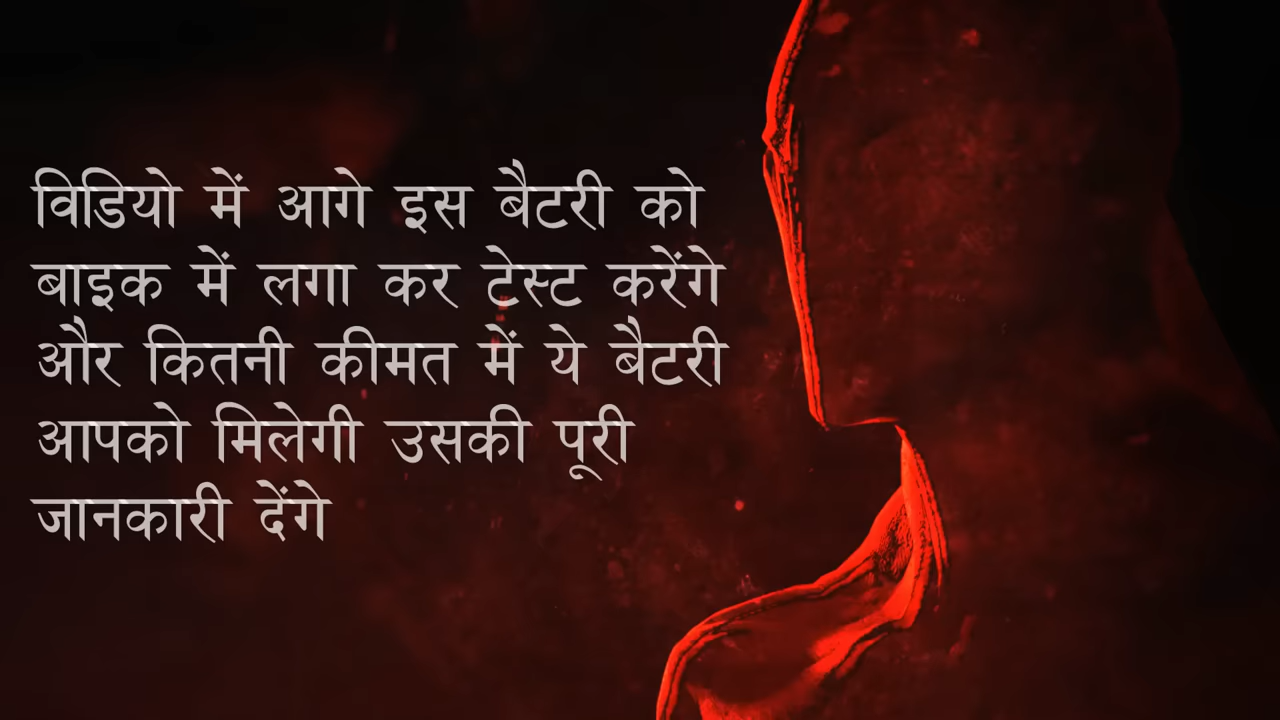 विडियो में आगे इस बैटरी को
बाइक में लगा कर टेस्ट करेंगे
और कितनी कीमत में ये बैटरी
आपको मिलेगी उसकी पूरी
जानकारी देंगे